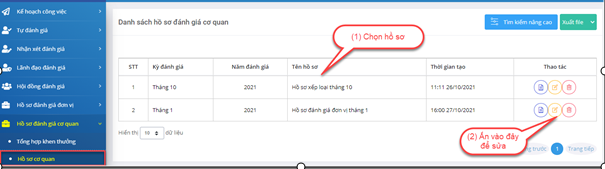 Kế hoạch công việc
Tự đánh giá
Nhận xét đánh giá
Lãnh đạo đánh giá
Hội đồng đánh giá
Hồ sơ đánh giá đơn vị
Hồ sơ đánh giá cơ quan
Tổng hợp khen thưởng
Hồ sơ cơ quan
Danh sách hồ sơ đánh giá cơ quan
Tìm kiếm nâng cao
Xuất file
(1) Chọn hồ sơ
STT Kỳ đánh giá Năm đánh giá Tên hồ sơ Thời gian tạo Thao tác
1 Tháng 10 2021 Hồ sơ xếp loại tháng 10 11:11 26/10/2021
2 Tháng 1 2021 Hồ sơ đánh giá đơn vị tháng 1 16:00 27/10/2021
Hiển thị 10 dữ liệu
(2) Ấn vào đây
để sửa
trước 1 Trang tiếp